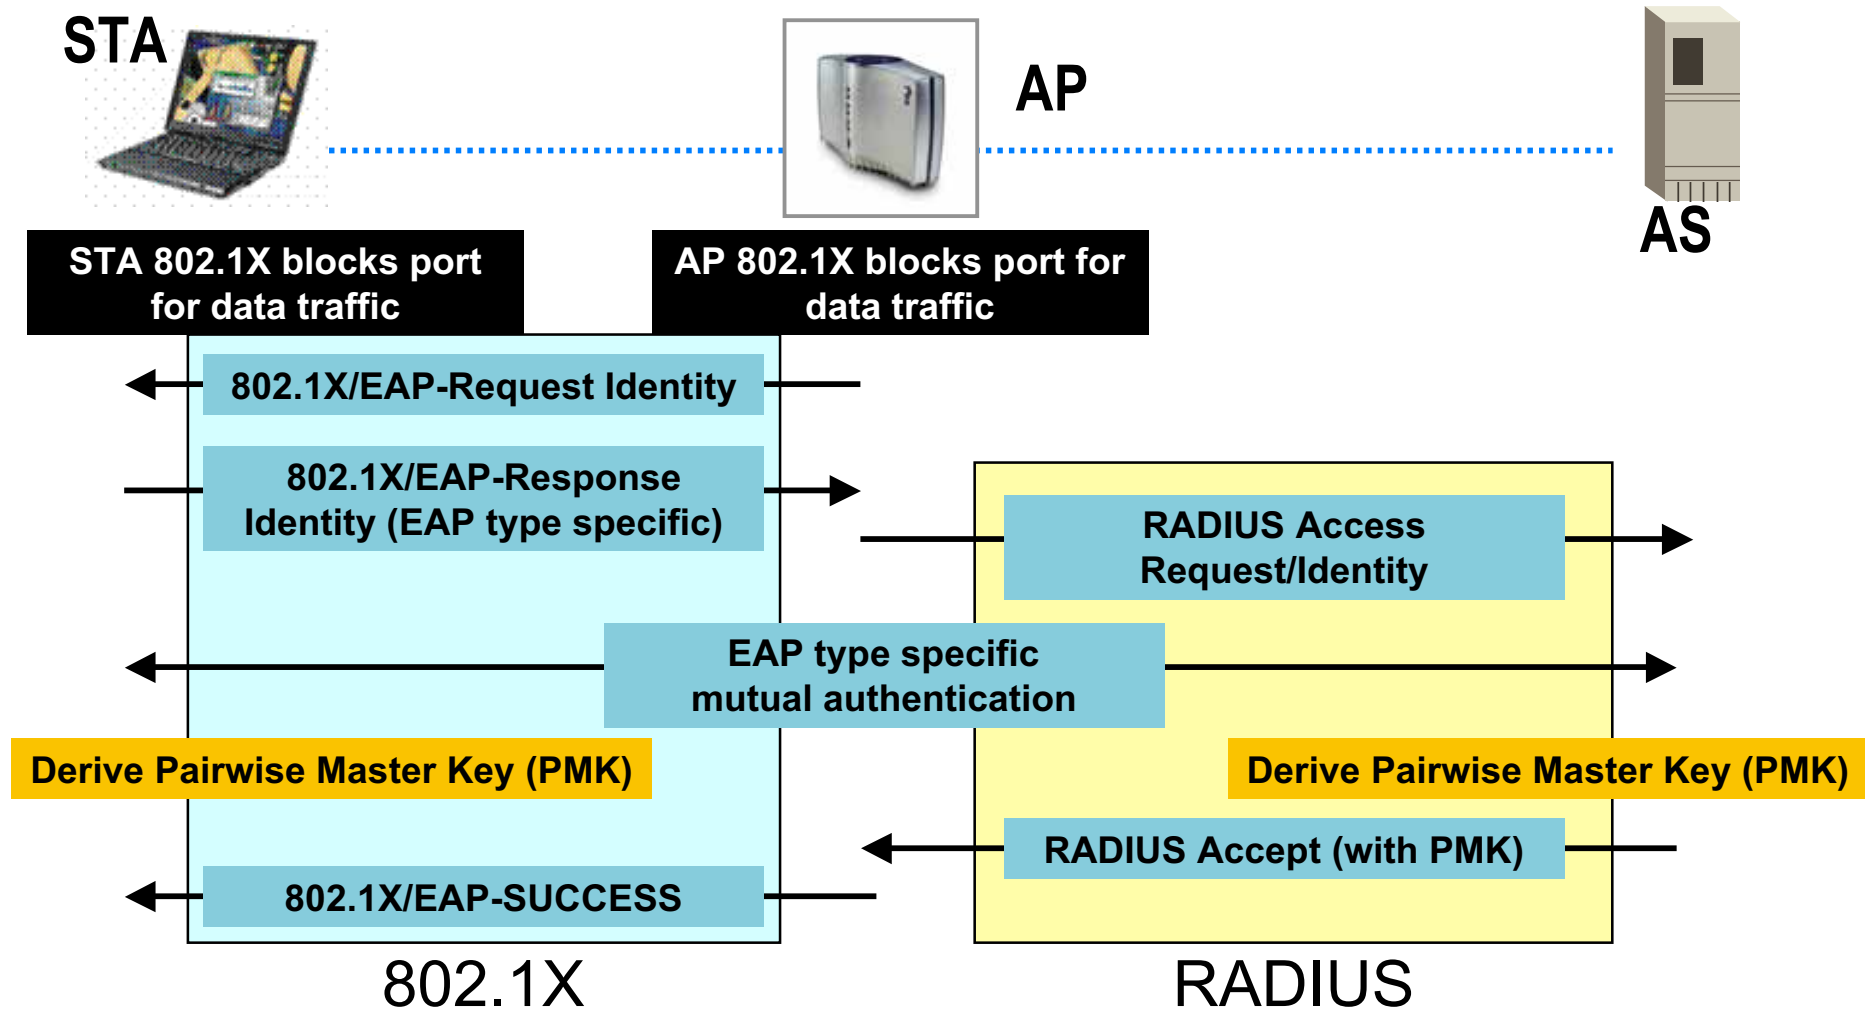 STA
AP
AS
STA 802.1X blocks port
for data traffic
AP 802.1X blocks port for
data traffic
802.1X/EAP-Request Identity
802.1X/EAP-Response
Identity (EAP type specific)
RADIUS Access
Request/Identity
EAP type specific
mutual authentication
Derive Pairwise Master Key (PMK)
Derive Pairwise Master Key (PMK)
RADIUS Accept (with PMK)
802.1X/EAP-SUCCESS
802.1X
RADIUS